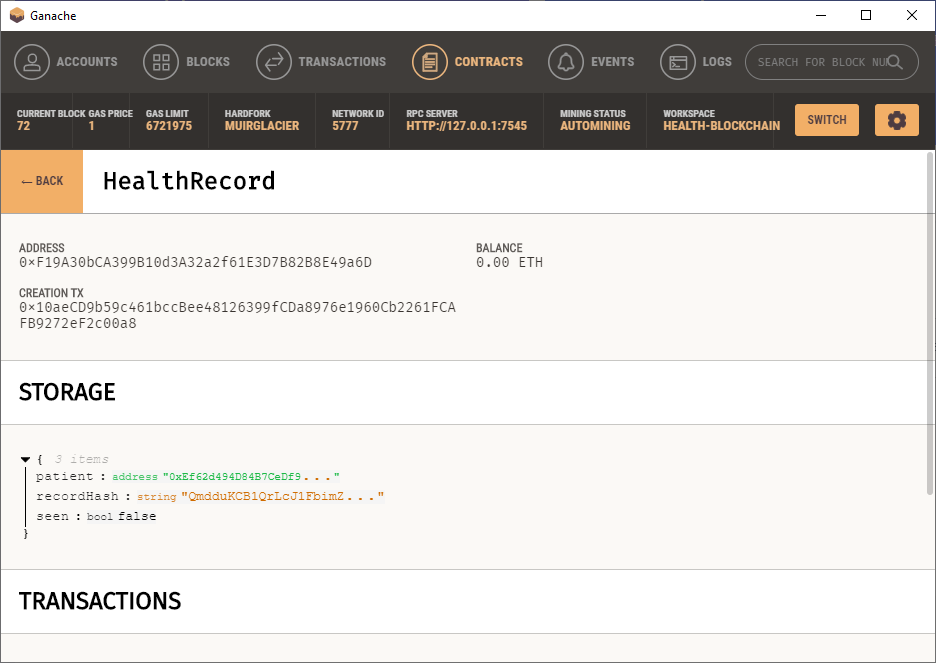 Ganache
ACCOUNTS BLOCKS TRANSACTIONS CONTRACTS EVENTS LOGS SEARCH FOR BLOCK NU
CURRENT BLOCK GAS PRICE GAS LIMIT HARDFORK NETWORK ID RPC SERVER MINING STATUS WORKSPACE
72 1 6721975 MUIRGLACIER 5777 HTTP://127.0.0.1:7545 AUTOMINING HEALTH-BLOCKCHAIN SWITCH
← BACK HealthRecord
ADDRESS BALANCE
0×F19A30bCA399B10d3A32a2f61E3D7B82B8E49a6D 0.00 ETH
CREATION TX
0×10aeCD9b59c461bccBee48126399fCDa8976e1960Cb2261FCA
FB9272eF2c00a8
STORAGE
{ 3 items
patient : address "0xEf62d494D84B7CeDf9..."
recordHash : string "QmdduKCB1QrLcJ1FbimZ..."
seen : bool false
}
TRANSACTIONS